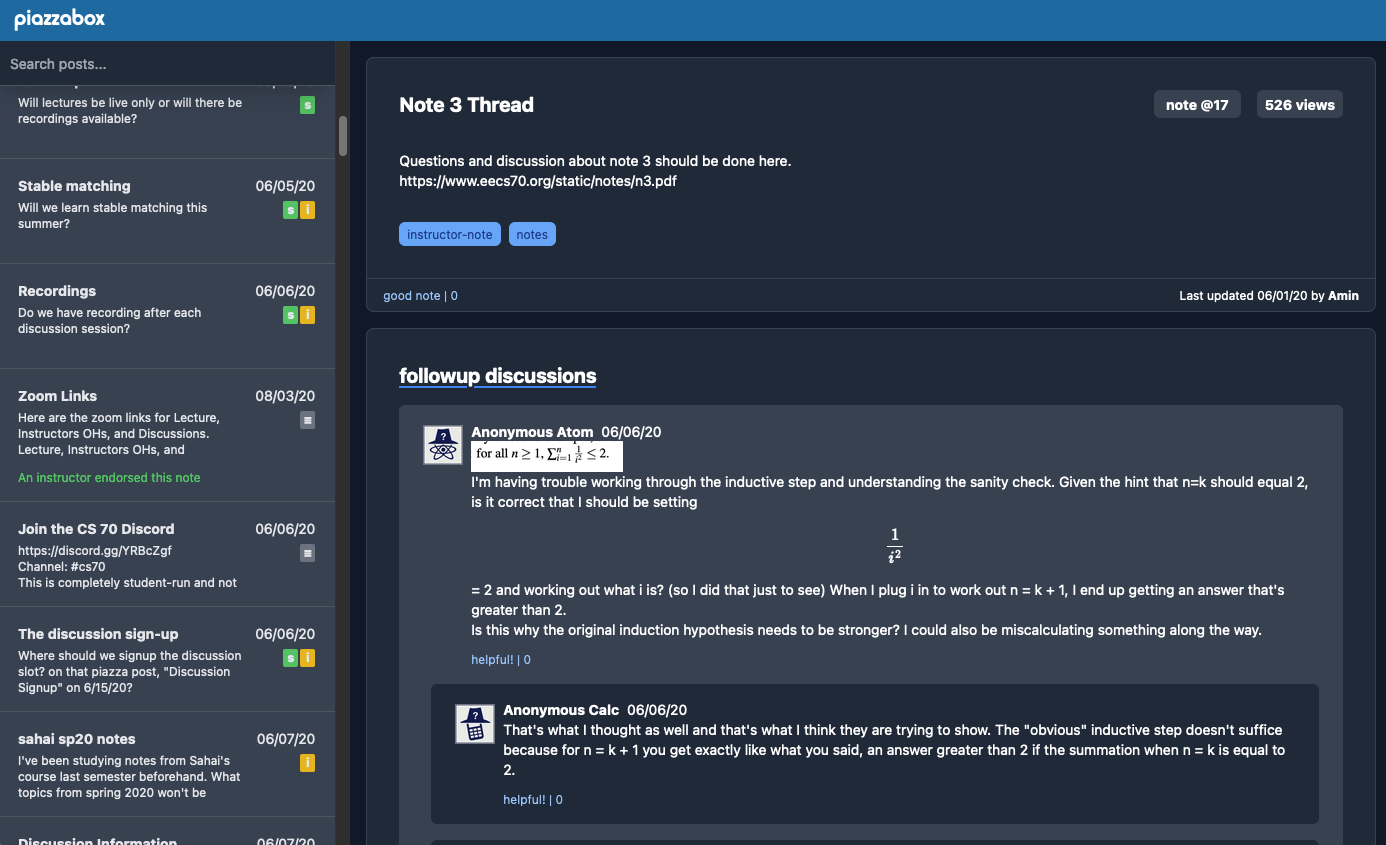 piazzabox
Search posts...
Will lectures be live only or will there be
recordings available?
s
Stable matching
06/05/20
Will we learn stable matching this
summer?
s i
Recordings
06/06/20
Do we have recording after each
discussion session?
s i
Zoom Links
08/03/20
Here are the zoom links for Lecture,
Instructors OHs, and Discussions.
Lecture, Instructors OHs, and
An instructor endorsed this note
Join the CS 70 Discord
06/06/20
https://discord.gg/YRBcZgf
Channel: #cs70
This is completely student-run and not
The discussion sign-up
06/06/20
Where should we signup the discussion
slot? on that piazza post, "Discussion
Signup" on 6/15/20?
s i
sahai sp20 notes
06/07/20
I've been studying notes from Sahai's
course last semester beforehand. What
topics from spring 2020 won't be
i
Discussion Information
06/07/20
Note 3 Thread
note @17
526 views
Questions and discussion about note 3 should be done here.
https://www.eecs70.org/static/notes/n3.pdf
instructor-note
notes
good note | 0
Last updated 06/01/20 by Amin
followup discussions
Anonymous Atom 06/06/20
for all n ≥ 1, ∑ⁿᵢ₌₁ 1/i² ≤ 2.
I'm having trouble working through the inductive step and understanding the sanity check. Given the hint that n=k should equal 2,
is it correct that I should be setting
1/i²
= 2 and working out what i is? (so I did that just to see) When I plug i in to work out n = k + 1, I end up getting an answer that's
greater than 2.
Is this why the original induction hypothesis needs to be stronger? I could also be miscalculating something along the way.
helpful! | 0
Anonymous Calc 06/06/20
That's what I thought as well and that's what I think they are trying to show. The "obvious" inductive step doesn't suffice
because for n = k + 1 you get exactly like what you said, an answer greater than 2 if the summation when n = k is equal to
2.
helpful! | 0